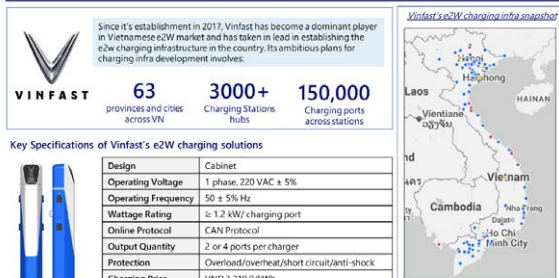 Vinfast's e2W charging infra snapshot
Since it's establishment in 2017, Vinfast has become a dominant player
in Vietnamese e2W market and has taken in lead in establishing the
e2w charging infrastructure in the country. Its ambitious plans for
charging infra development involves:
VINFAST
63
provinces and cities
across VN
3000+
Charging Stations
hubs
150,000
Charging ports
across stations
Key Specifications of Vinfast's e2W charging solutions
Design Cabinet
Operating Voltage 1 phase, 220 VAC ± 5%
Operating Frequency 50 ± 5% Hz
Wattage Rating ≥ 1.2 kW/ charging port
Online Protocol CAN Protocol
Output Quantity 2 or 4 ports per charger
Protection Overload/overheat/short circuit/anti-shock
Charging Price
Hanoi
Haiphong
Laos
HAINAN
Vientiane
Vietnam
Cambodia
Nha Trang
Dalat
Ho Chi
Minh City